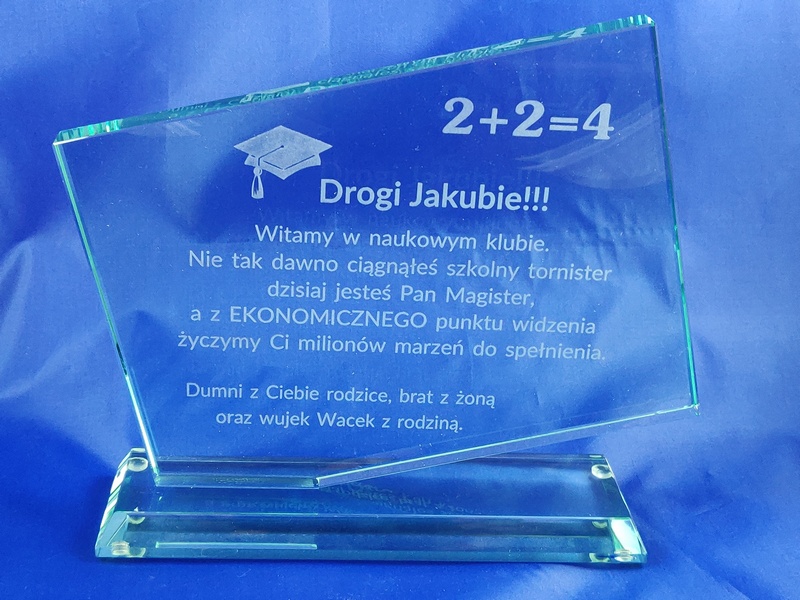 2+2=4
Drogi Jakubie!!!
Witamy w naukowym klubie.
Nie tak dawno ciągnąłeś szkolny tornister
dzisiaj jesteś Pan Magister,
a z EKONOMICZNEGO punktu widzenia
życzymy Ci milionów marzeń do spełnienia.
Dumni z Ciebie rodzice, brat z żoną
oraz wujek Wacek z rodziną.